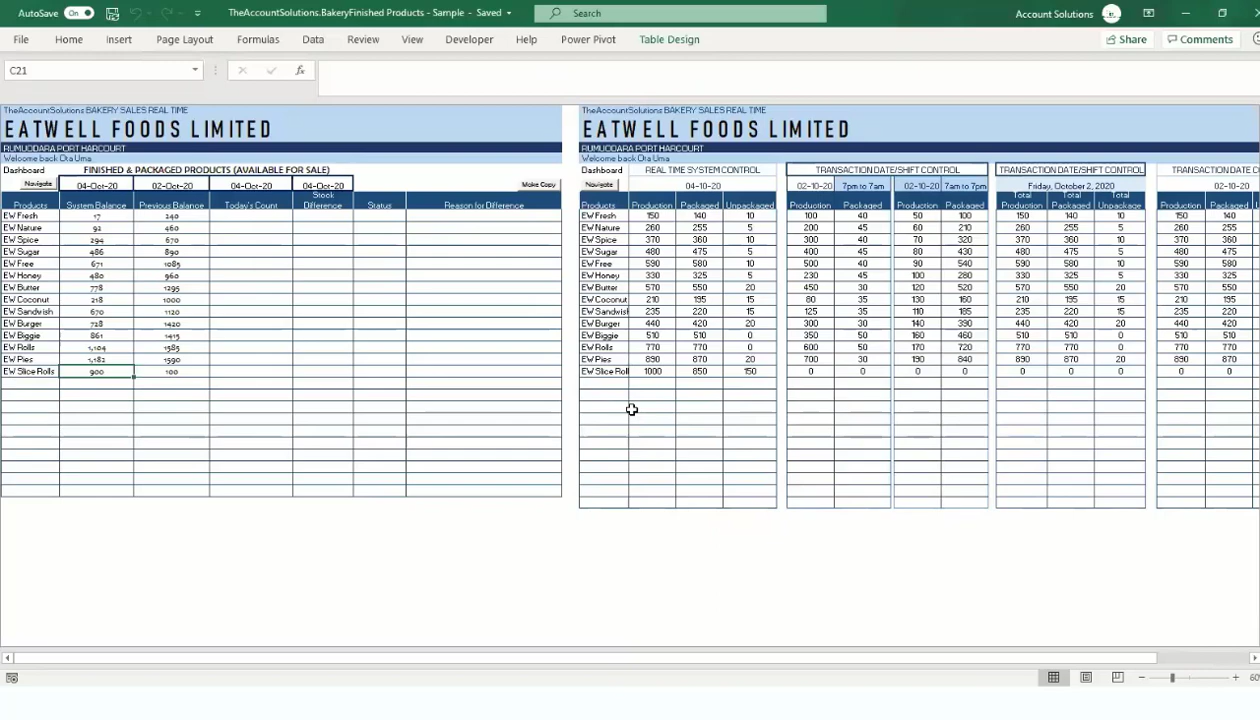 AutoSave On TheAccountSolutions.BakeryFinished Products - Sample - Saved Search Account Solutions
File Home Insert Page Layout Formulas Data Review View Developer Help Power Pivot Table Design Share Comments
C21 fx
TheAccountSolutions BAKERY SALES REAL TIME TheAccountSolutions BAKERY SALES REAL TIME
EATWELL FOODS LIMITED EATWELL FOODS LIMITED
RUMUODARA PORT HARCOURT RUMUODARA PORT HARCOURT
Welcome back Ota Uma Welcome back Ota Uma
Dashboard FINISHED & PACKAGED PRODUCTS (AVAILABLE FOR SALE) Dashboard REAL TIME SYSTEM CONTROL TRANSACTION DATE/SHIFT CONTROL TRANSACTION DATE/SHIFT CONTROL TRANSACTION DATE C
Navigate 04-Oct-20 02-Oct-20 04-Oct-20 04-Oct-20 Make Copy Navigate 04-10-20 02-10-20 7pm to 7am 02-10-20 7am to 7pm Friday, October 2, 2020 02-10-20
Products System Balance Previous Balance Today's Count Stock Difference Status Reason for Difference Products Production Packaged Unpackaged Production Packaged Production Packaged Total Production Total Packaged Total Unpackage Production Packaged
EW Fresh 17 240 EW Fresh 150 140 10 100 40 50 100 150 140 10 150 140
EW Nature 92 460 EW Nature 260 255 5 200 45 60 210 260 255 5 260 255
EW Spice 294 670 EW Spice 370 360 10 300 40 70 320 370 360 10 370 360
EW Sugar 486 890 EW Sugar 480 475 5 400 45 80 430 480 475 5 480 475
EW Free 671 1085 EW Free 590 580 10 500 40 90 540 590 580 10 590 580
EW Honey 480 960 EW Honey 330 325 5 230 45 100 280 330 325 5 330 325
EW Butter 778 1295 EW Butter 570 550 20 450 30 120 520 570 550 20 570 550
EW Coconut 218 1000 EW Coconut 210 195 15 80 35 130 160 210 195 15 210 195
EW Sandwish 670 1120 EW Sandwish 235 220 15 125 35 110 185 235 220 15 235 220
EW Burger 728 1420 EW Burger 440 420 20 300 30 140 390 440 420 20 440 420
EW Biggie 861 1415 EW Biggie 510 510 0 350 50 160 460 510 510 0 510 510
EW Rolls 1,104 1585 EW Rolls 770 770 0 600 50 170 720 770 770 0 770 770
EW Pies 1,182 1590 EW Pies 890 870 20 700 30 190 840 890 870 20 890 870
EW Slice Rolls 900 100 EW Slice Roll 1000 850 150 0 0 0 0 0 0 0 0 0